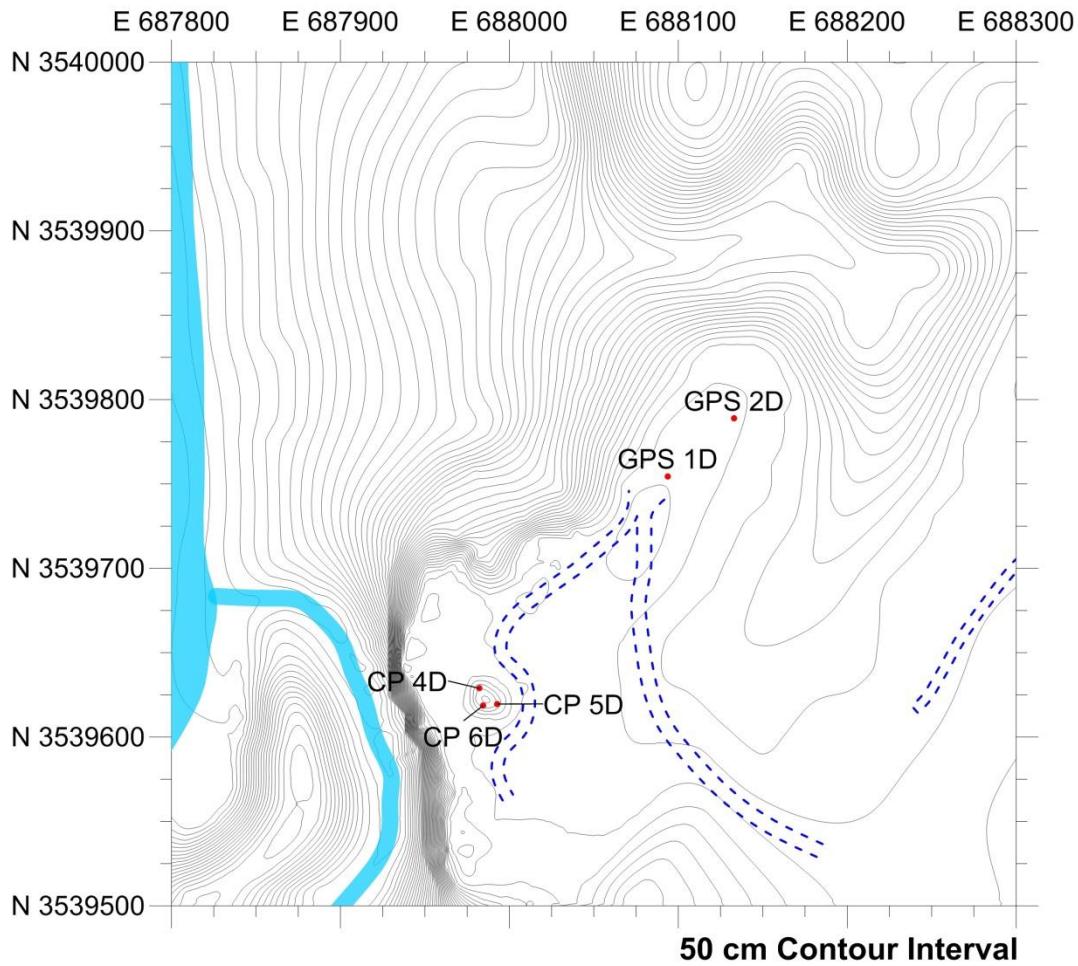 E 687800 E 687900 E 688000 E 688100 E 688200 E 688300
N 3540000
N 3539900
N 3539800
GPS 2D
GPS 1D
N 3539700
CP 4D
CP 5D
CP 6D
N 3539600
N 3539500
50 cm Contour Interval